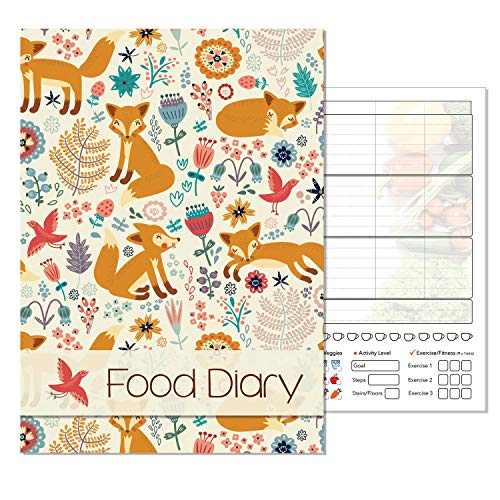 Food Diary
Veggies
Activity Level
Exercise/Fitness
Goal
Exercise 1
Steps
Exercise 2
Stairs/Floors
Exercise 3